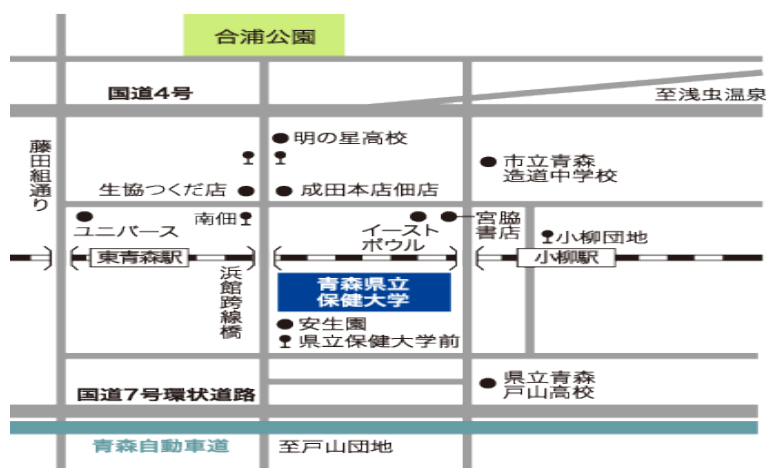 合浦公園
国道4号
至浅虫温泉
藤田組通り
明の星高校
市立青森
造道中学校
生協つくだ店
成田本店佃店
ユニバース
南佃
イースト
ボウル
宮脇
書店
小柳団地
東青森駅
小柳駅
浜館跨線橋
青森県立
保健大学
安生園
県立保健大学前
国道7号環状道路
県立青森
戸山高校
青森自動車道
至戸山団地